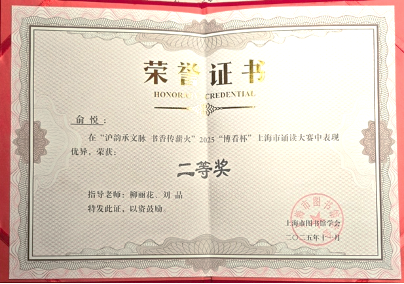 荣誉证书
HONORARY CREDENTIAL
俞悦：
在“沪韵承文脉 书香传薪火”2025“博看杯”上海市诵读大赛中表现
优异，荣获：
二等奖
指导老师：柳丽花、刘晶
特发此证，以资鼓励。
上海市图书馆学会
二〇二五年十一月